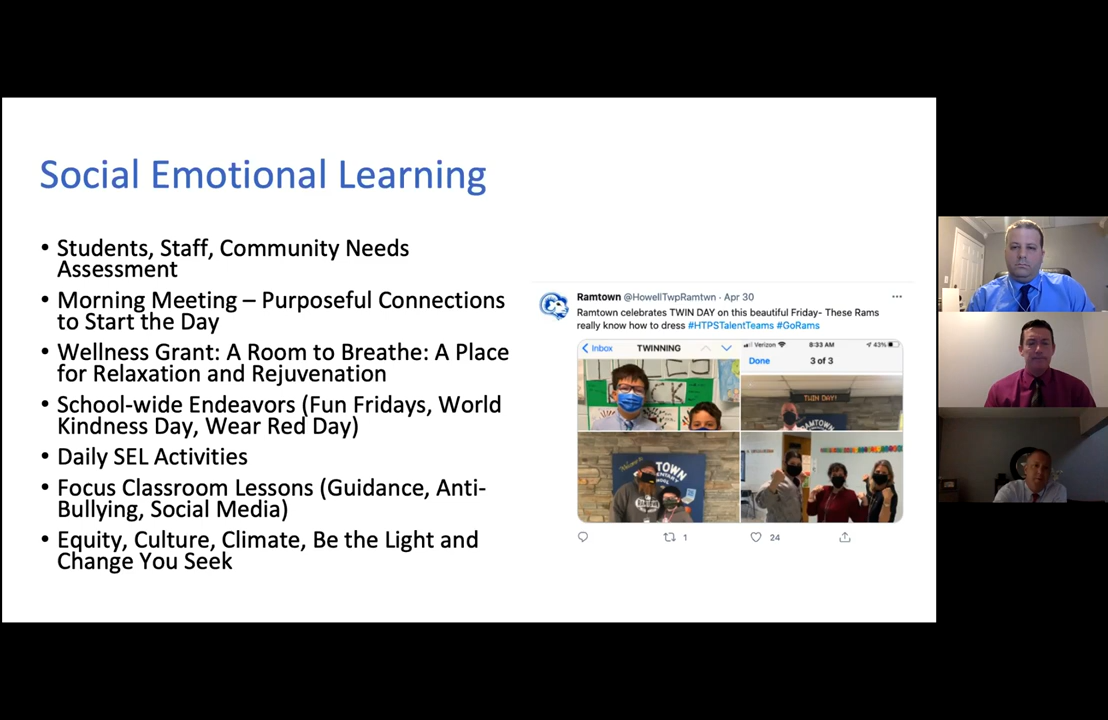 Social Emotional Learning
• Students, Staff, Community Needs
Assessment
• Morning Meeting – Purposeful Connections
to Start the Day
• Wellness Grant: A Room to Breathe: A Place
for Relaxation and Rejuvenation
• School-wide Endeavors (Fun Fridays, World
Kindness Day, Wear Red Day)
• Daily SEL Activities
• Focus Classroom Lessons (Guidance, Anti-
Bullying, Social Media)
• Equity, Culture, Climate, Be the Light and
Change You Seek
Ramtown @HowellTwpRamtwn · Apr 30
Ramtown celebrates TWIN DAY on this beautiful Friday- These Rams
really know how to dress #HTPSTalentTeams #GoRams
Inbox TWINNING
Verizon 8:33 AM 43%
Done 3 of 3
TWIN DAY!
RAMTOWN
Welcome to
1 24